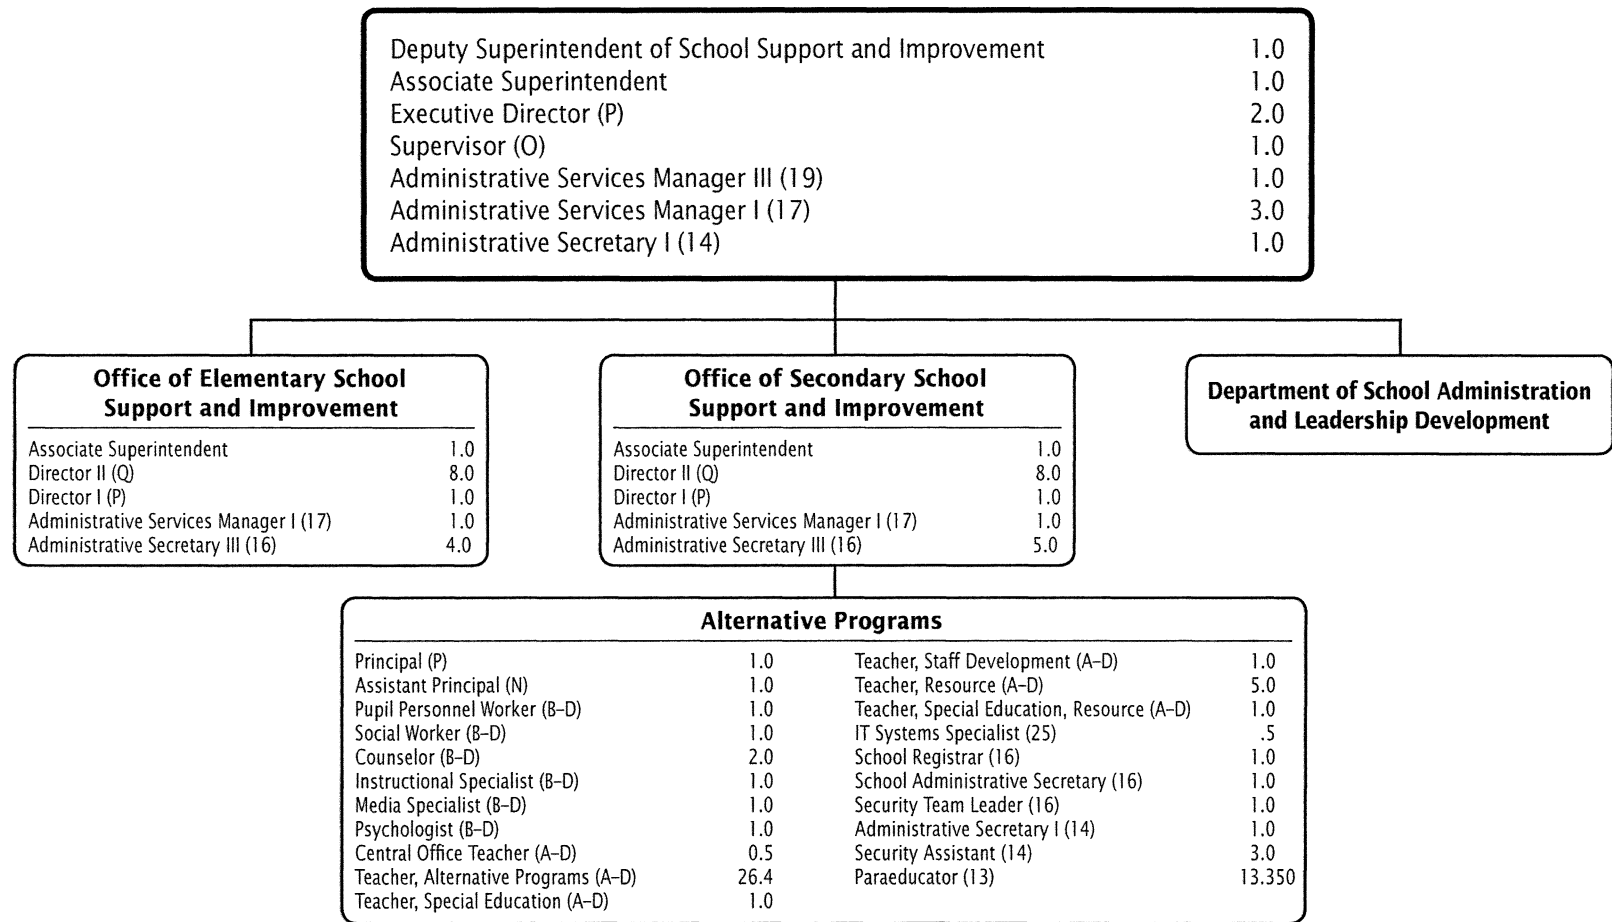 Deputy Superintendent of School Support and Improvement 1.0
Associate Superintendent 1.0
Executive Director (P) 2.0
Supervisor (O) 1.0
Administrative Services Manager III (19) 1.0
Administrative Services Manager I (17) 3.0
Administrative Secretary I (14) 1.0
Office of Elementary School
Support and Improvement
Associate Superintendent 1.0
Director II (Q) 8.0
Director I (P) 1.0
Administrative Services Manager I (17) 1.0
Administrative Secretary III (16) 4.0
Office of Secondary School
Support and Improvement
Associate Superintendent 1.0
Director II (Q) 8.0
Director I (P) 1.0
Administrative Services Manager I (17) 1.0
Administrative Secretary III (16) 5.0
Department of School Administration
and Leadership Development
Alternative Programs
Principal (P) 1.0
Assistant Principal (N) 1.0
Pupil Personnel Worker (B–D) 1.0
Social Worker (B–D) 1.0
Counselor (B–D) 2.0
Instructional Specialist (B–D) 1.0
Media Specialist (B–D) 1.0
Psychologist (B–D) 1.0
Central Office Teacher (A–D) 0.5
Teacher, Alternative Programs (A–D) 26.4
Teacher, Special Education (A–D) 1.0
Teacher, Staff Development (A–D) 1.0
Teacher, Resource (A–D) 5.0
Teacher, Special Education, Resource (A–D) 1.0
IT Systems Specialist (25) .5
School Registrar (16) 1.0
School Administrative Secretary (16) 1.0
Security Team Leader (16) 1.0
Administrative Secretary I (14) 1.0
Security Assistant (14) 3.0
Paraeducator (13) 13.350